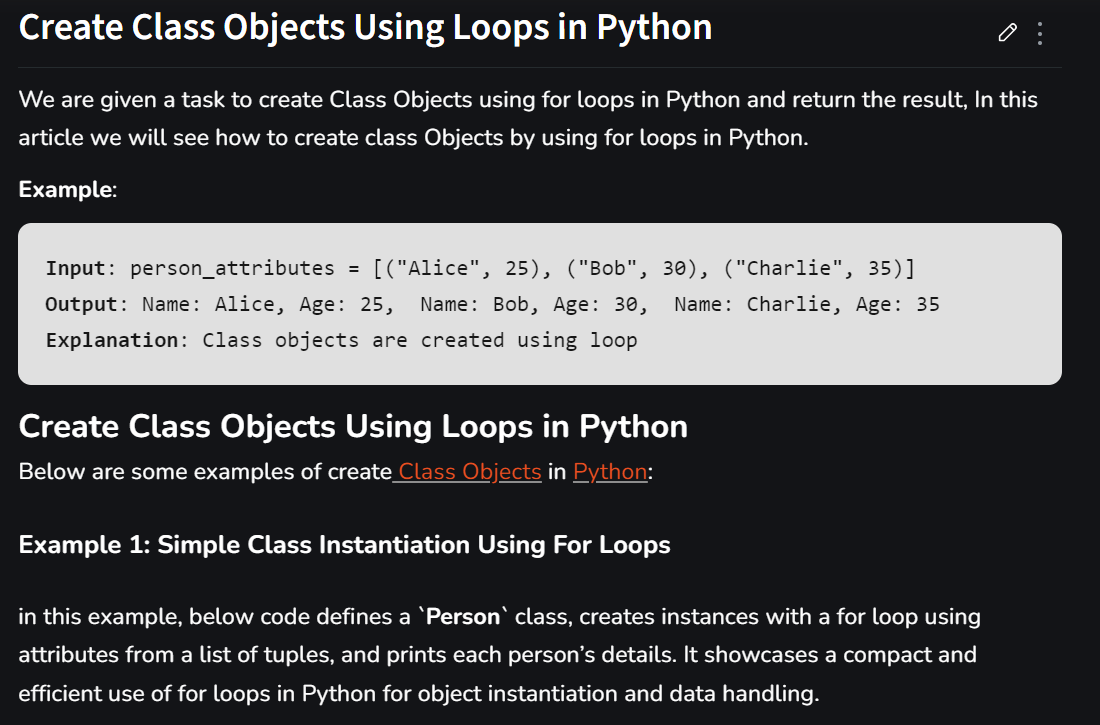 Create Class Objects Using Loops in Python
We are given a task to create Class Objects using for loops in Python and return the result, In this
article we will see how to create class Objects by using for loops in Python.
Example:
Input: person_attributes = [("Alice", 25), ("Bob", 30), ("Charlie", 35)]
Output: Name: Alice, Age: 25,  Name: Bob, Age: 30,  Name: Charlie, Age: 35
Explanation: Class objects are created using loop
Create Class Objects Using Loops in Python
Below are some examples of create Class Objects in Python:
Example 1: Simple Class Instantiation Using For Loops
in this example, below code defines a `Person` class, creates instances with a for loop using
attributes from a list of tuples, and prints each person’s details. It showcases a compact and
efficient use of for loops in Python for object instantiation and data handling.